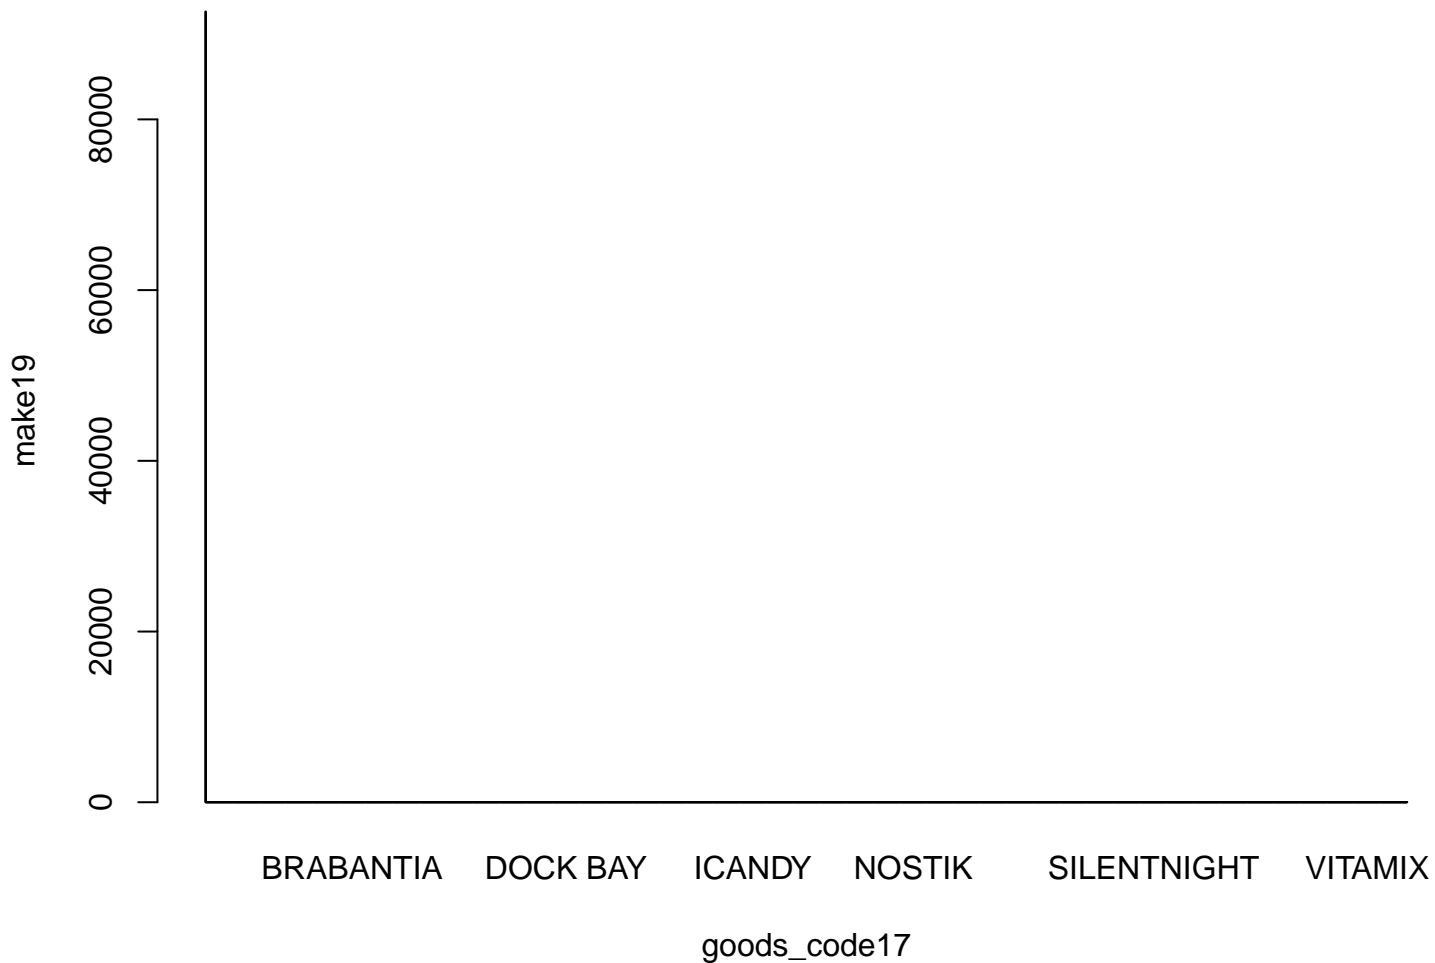 80000
60000
40000
20000
0
make19
BRABANTIA DOCK BAY ICANDY NOSTIK SILENTNIGHT VITAMIX
goods_code17